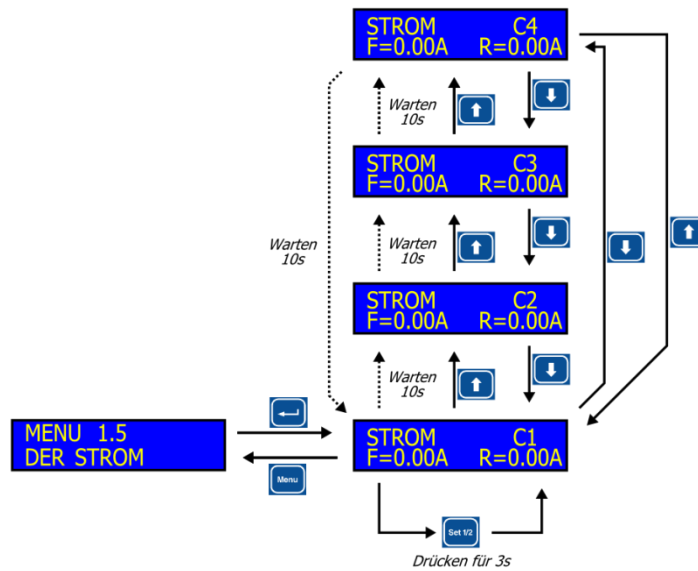 STROM C4
F=0.00A R=0.00A
Warten
10s
STROM C3
F=0.00A R=0.00A
Warten
10s
Warten
10s
STROM C2
F=0.00A R=0.00A
Warten
10s
MENU 1.5
DER STROM
STROM C1
F=0.00A R=0.00A
Menu
Set 1/2
Drücken für 3s